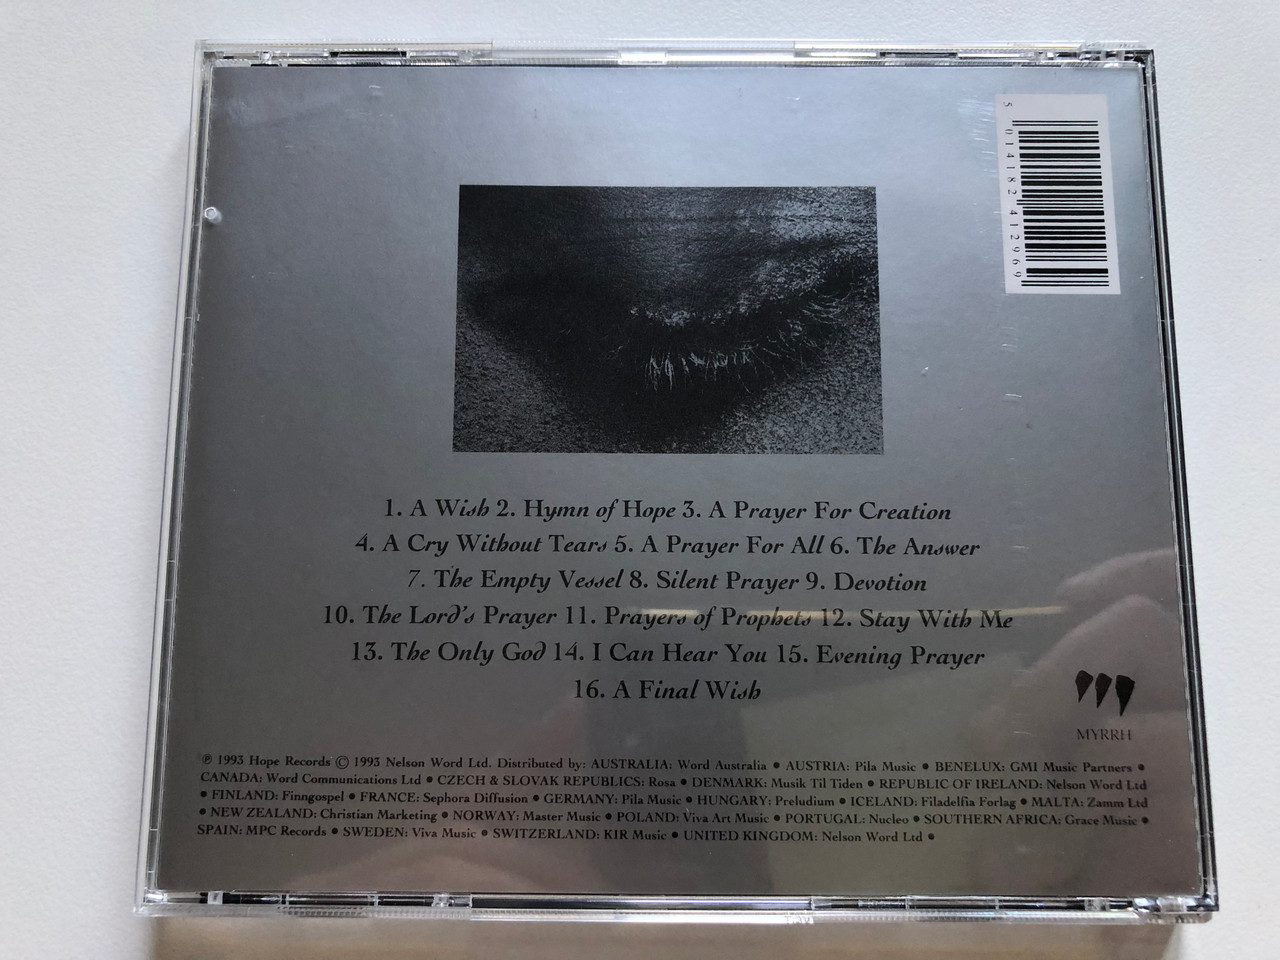 5 014182 412969
1. A Wish 2. Hymn of Hope 3. A Prayer For Creation
4. A Cry Without Tears 5. A Prayer For All 6. The Answer
7. The Empty Vessel 8. Silent Prayer 9. Devotion
10. The Lord's Prayer 11. Prayers of Prophets 12. Stay With Me
13. The Only God 14. I Can Hear You 15. Evening Prayer
16. A Final Wish
MYRRH
℗ 1993 Hope Records © 1993 Nelson Word Ltd. Distributed by: AUSTRALIA: Word Australia • AUSTRIA: Pila Music • BENELUX: GMI Music Partners •
CANADA: Word Communications Ltd • CZECH & SLOVAK REPUBLICS: Rosa • DENMARK: Musik Til Tiden • REPUBLIC OF IRELAND: Nelson Word Ltd
• FINLAND: Finngospel • FRANCE: Sephora Diffusion • GERMANY: Pila Music • HUNGARY: Preludium • ICELAND: Filadelfia Forlag • MALTA: Zamm Ltd
• NEW ZEALAND: Christian Marketing • NORWAY: Master Music • POLAND: Viva Art Music • PORTUGAL: Nucleo • SOUTHERN AFRICA: Grace Music •
SPAIN: MPC Records • SWEDEN: Viva Music • SWITZERLAND: KIR Music • UNITED KINGDOM: Nelson Word Ltd •